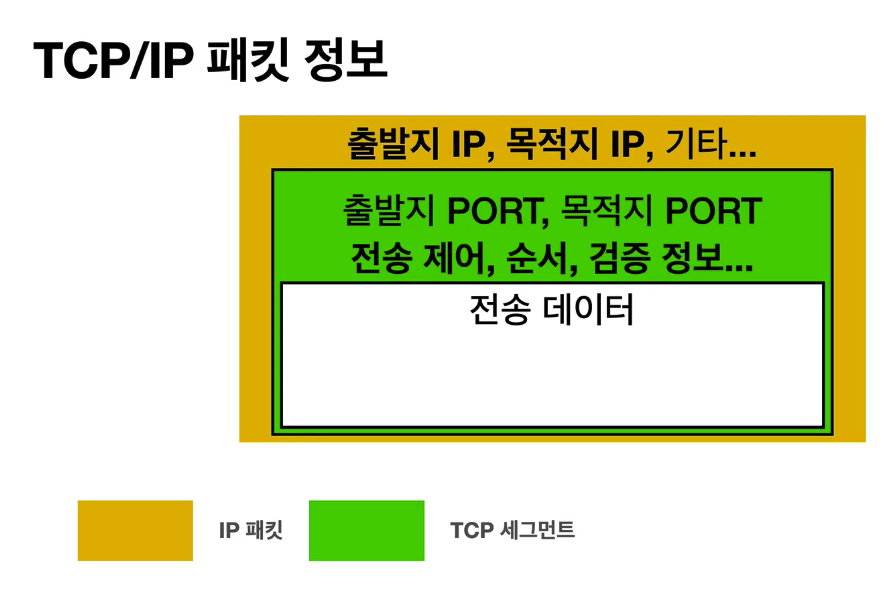 TCP/IP 패킷 정보
출발지 IP, 목적지 IP, 기타...
출발지 PORT, 목적지 PORT
전송 제어, 순서, 검증 정보...
전송 데이터
IP 패킷
TCP 세그먼트